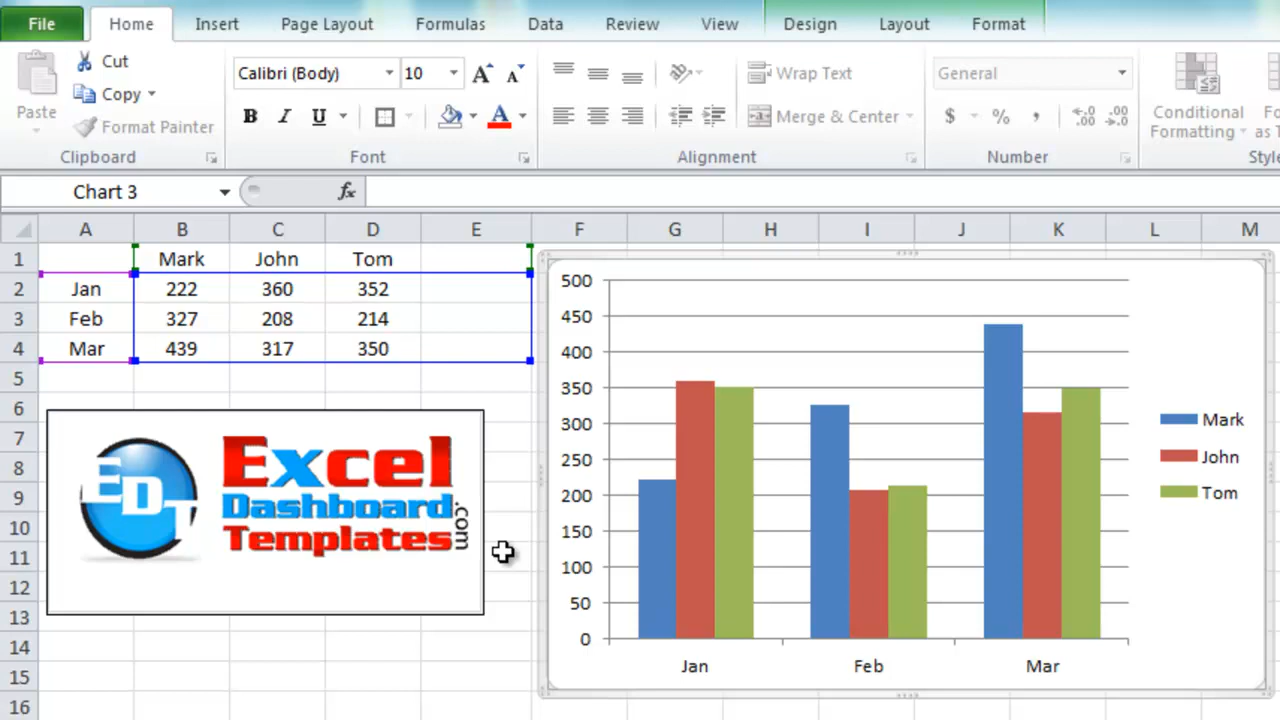 File Home Insert Page Layout Formulas Data Review View Design Layout Format
Cut
Copy
Format Painter
Paste
Calibri (Body) 10 A A
B I U A
Wrap Text
Merge & Center
General
$ % , .00 .00
Conditional
Formatting
Clipboard Font Alignment Number
Chart 3 fx
A B C D E F G H I J K L M
1 Mark John Tom
2 Jan 222 360 352
3 Feb 327 208 214
4 Mar 439 317 350
5
6
7
8
9
10
11
12
13
14
15
16
EDT
Excel
Dashboard
Templates
.com
500
450
400
350
300
250
200
150
100
50
0
Jan Feb Mar
Mark
John
Tom